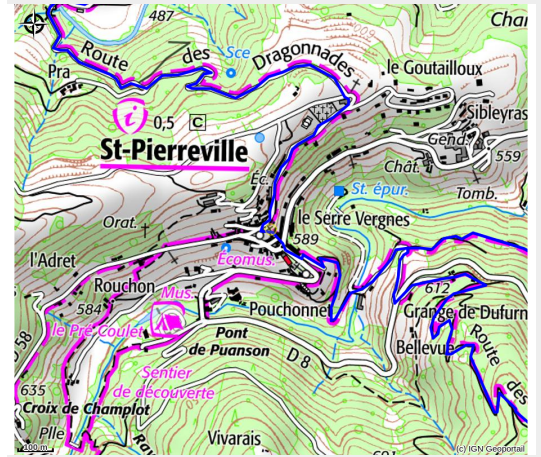 487
Char
Route
des
Sce
Dragonnades
Pra
le Goutailloux
i
0,5
C
Sibleyras
St-Pierreville
Gend.
559
Chât.
Éc.
St. épur.
Tomb.
Orat.
le Serre Vergnes
589
l'Adret
Écomus.
Rouchon
612
584
Mus.
Pouchonnet
Grange de Dufurn
le Pré Coulet
Pont
de Puanson
Bellevue
Route
des
D 58
D 8
Sentier
de découverte
635
Croix de Champlot
Plle
Vivarais
100 m
(c) IGN Geoportail